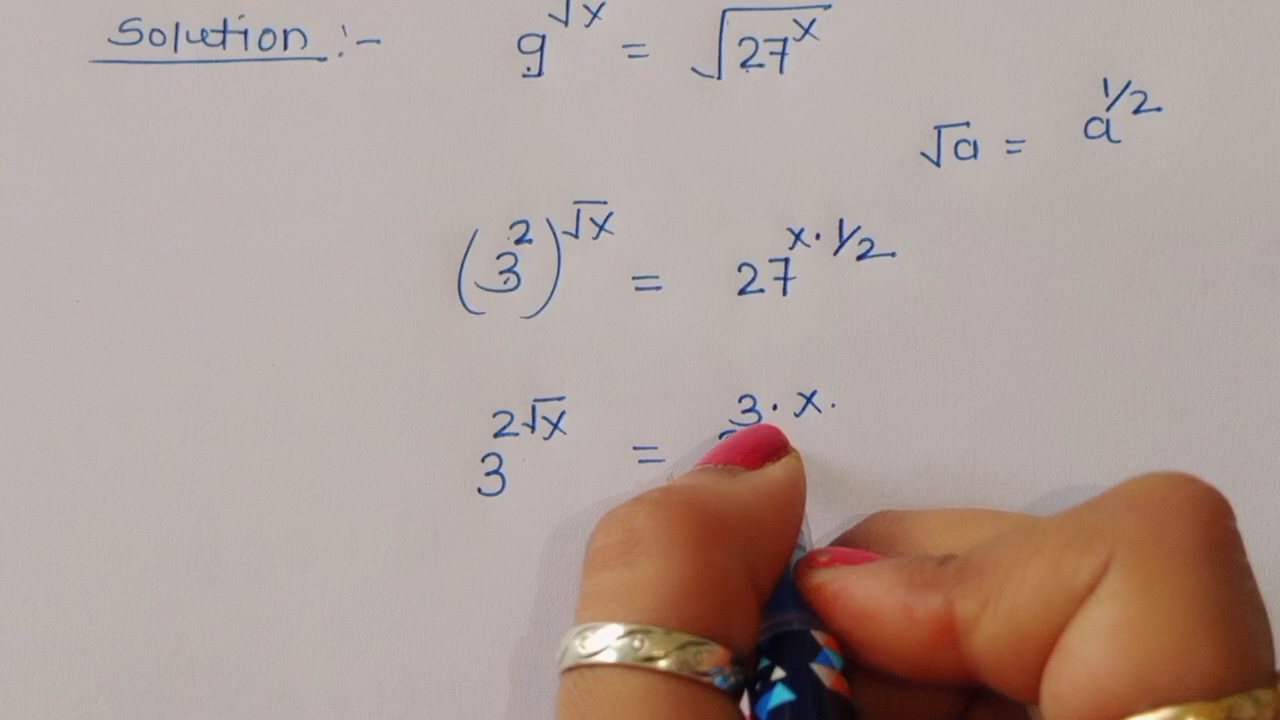 Solution :- 9^√x = √27^x
√a = a^1/2
(3^2)^√x = 27^x·1/2
3^2√x = 3·x·